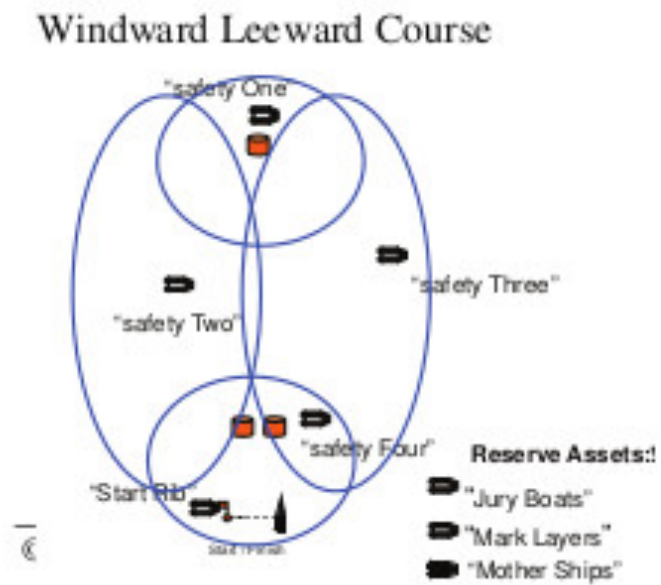 Windward Leeward Course
"safety One"
"safety Three"
"safety Two"
"safety Four"
Reserve Assets:!
"Start Rib"
"Jury Boats"
"Mark Layers"
"Mother Ships"